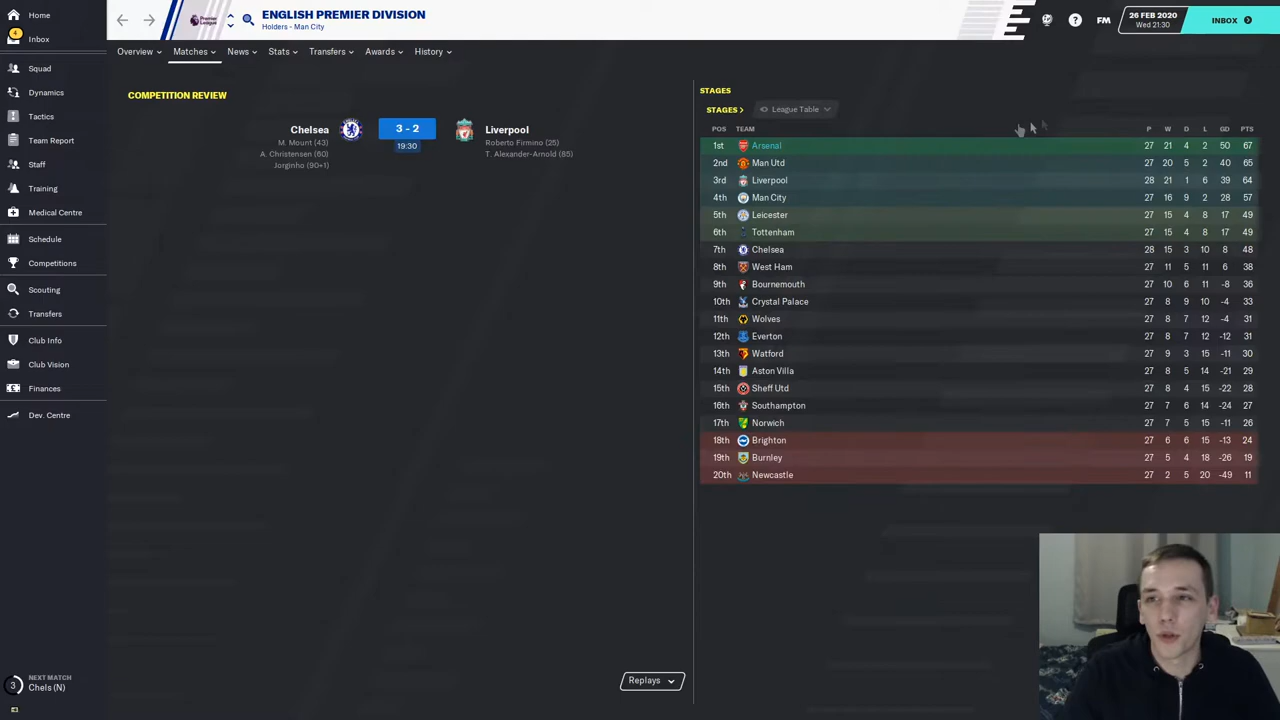 Home
4
Inbox
Squad
Dynamics
Tactics
Team Report
Staff
Training
Medical Centre
Schedule
Competitions
Scouting
Transfers
Club Info
Club Vision
Finances
Dev. Centre
3
NEXT MATCH
Chels (N)
Premier League
ENGLISH PREMIER DIVISION
Holders - Man City
?
FM
26 FEB 2020
Wed 21:30
INBOX
Overview
Matches
News
Stats
Transfers
Awards
History
COMPETITION REVIEW
Chelsea
3 - 2
Liverpool
M. Mount (43)
19:30
Roberto Firmino (25)
A. Christensen (60)
T. Alexander-Arnold (85)
Jorginho (90+1)
Replays
STAGES
STAGES > League Table
POS TEAM P W D L GD PTS
1st Arsenal 27 21 4 2 50 67
2nd Man Utd 27 20 5 2 40 65
3rd Liverpool 28 21 1 6 39 64
4th Man City 27 16 9 2 28 57
5th Leicester 27 15 4 8 17 49
6th Tottenham 27 15 4 8 17 49
7th Chelsea 28 15 3 10 8 48
8th West Ham 27 11 5 11 6 38
9th Bournemouth 27 10 6 11 -8 36
10th Crystal Palace 27 8 9 10 -4 33
11th Wolves 27 8 7 12 -4 31
12th Everton 27 8 7 12 -12 31
13th Watford 27 9 3 15 -11 30
14th Aston Villa 27 8 5 14 -21 29
15th Sheff Utd 27 8 4 15 -22 28
16th Southampton 27 7 6 14 -24 27
17th Norwich 27 7 5 15 -11 26
18th Brighton 27 6 6 15 -13 24
19th Burnley 27 5 4 18 -26 19
20th Newcastle 27 2 5 20 -49 11